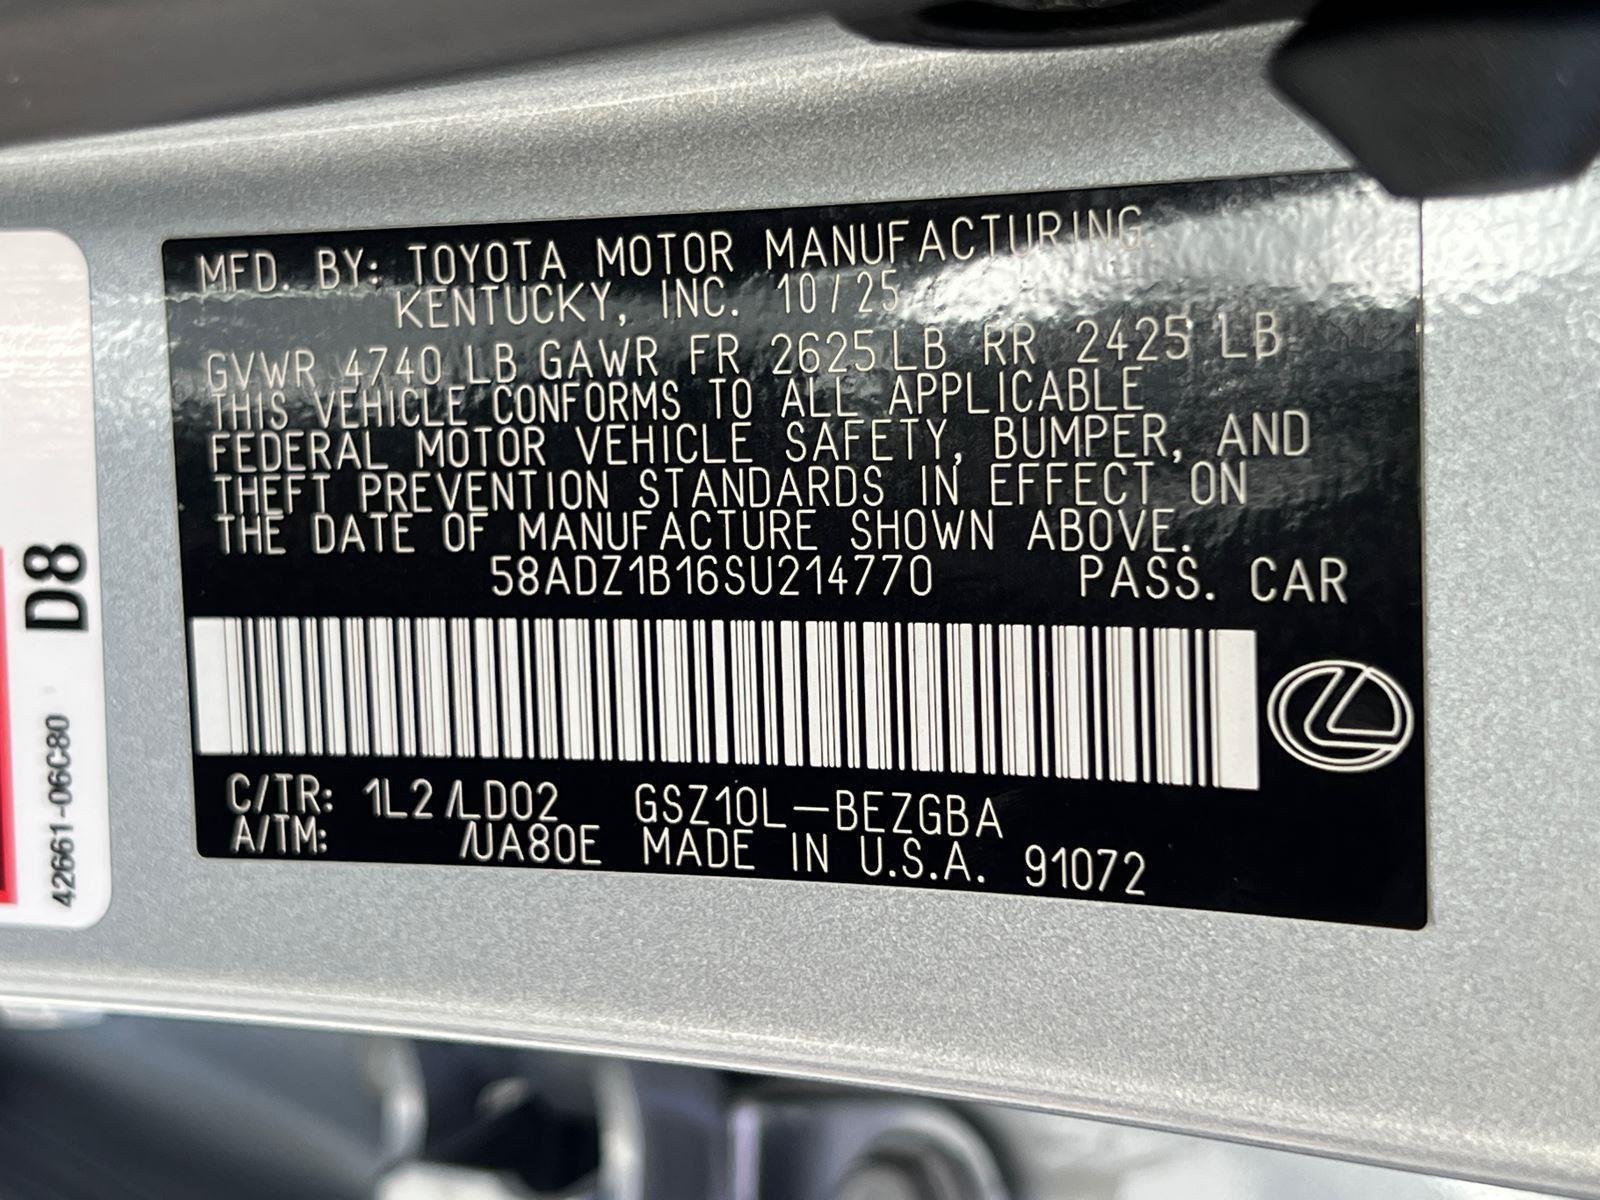 MFD. BY: TOYOTA MOTOR MANUFACTURING
KENTUCKY, INC. 10/25
GVWR 4740 LB GAWR FR 2625LB RR 2425 LB
THIS VEHICLE CONFORMS TO ALL APPLICABLE
FEDERAL MOTOR VEHICLE SAFETY, BUMPER, AND
THEFT PREVENTION STANDARDS IN EFFECT ON
THE DATE OF MANUFACTURE SHOWN ABOVE.
58ADZ1B16SU214770 PASS. CAR
C/TR: 1L2 /LD02 GSZ10L-BEZGBA
A/TM: /UA80E MADE IN U.S.A. 91072
D8
42661-06C80